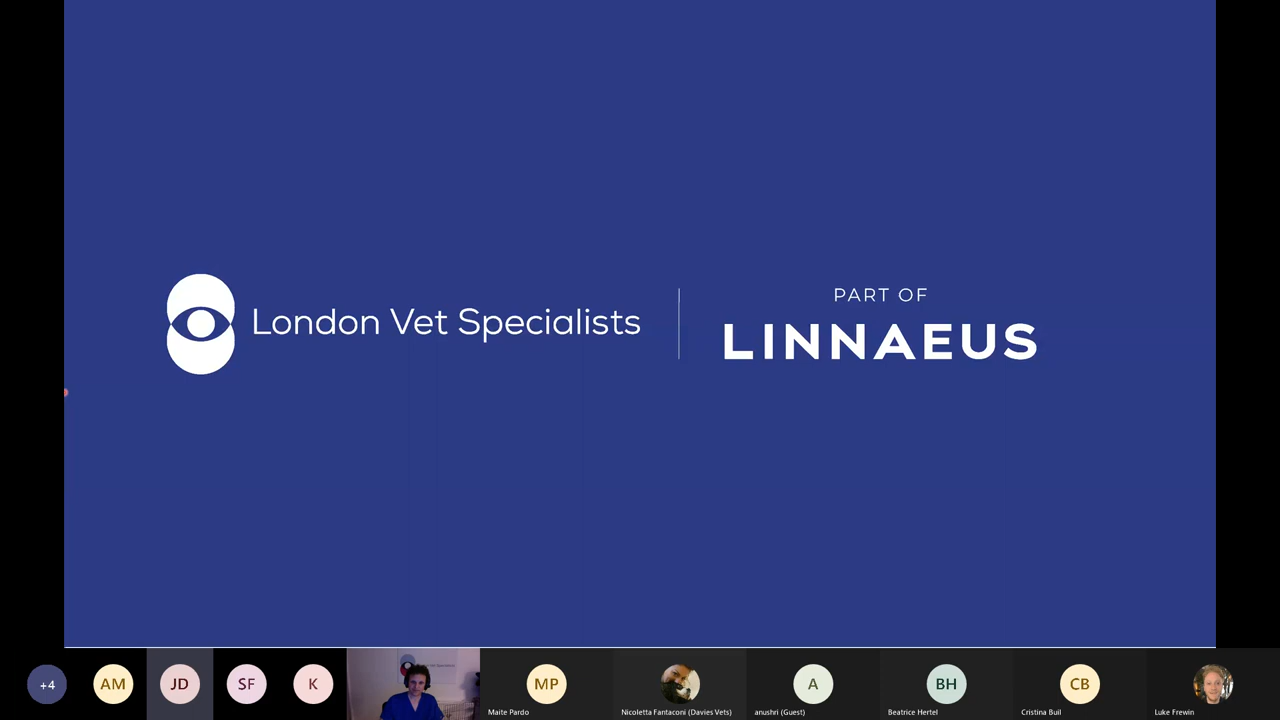 London Vet Specialists
PART OF
LINNAEUS
+4
AM
JD
SF
K
MP
Maite Pardo
Nicoletta Fantaconi (Davies Vets)
A
anushri (Guest)
BH
Beatrice Hertel
CB
Cristina Buil
Luke Frewin